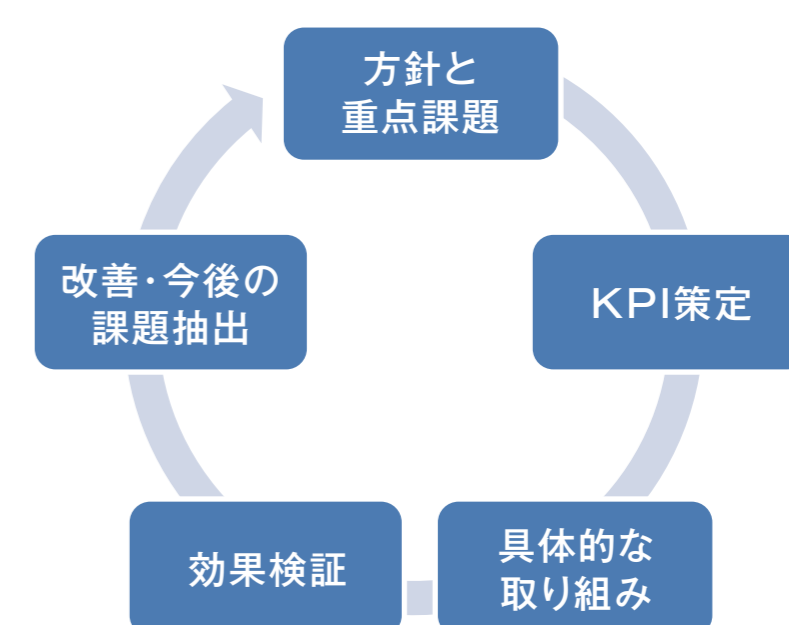 方針と
重点課題
KPI策定
具体的な
取り組み
効果検証
改善・今後の
課題抽出